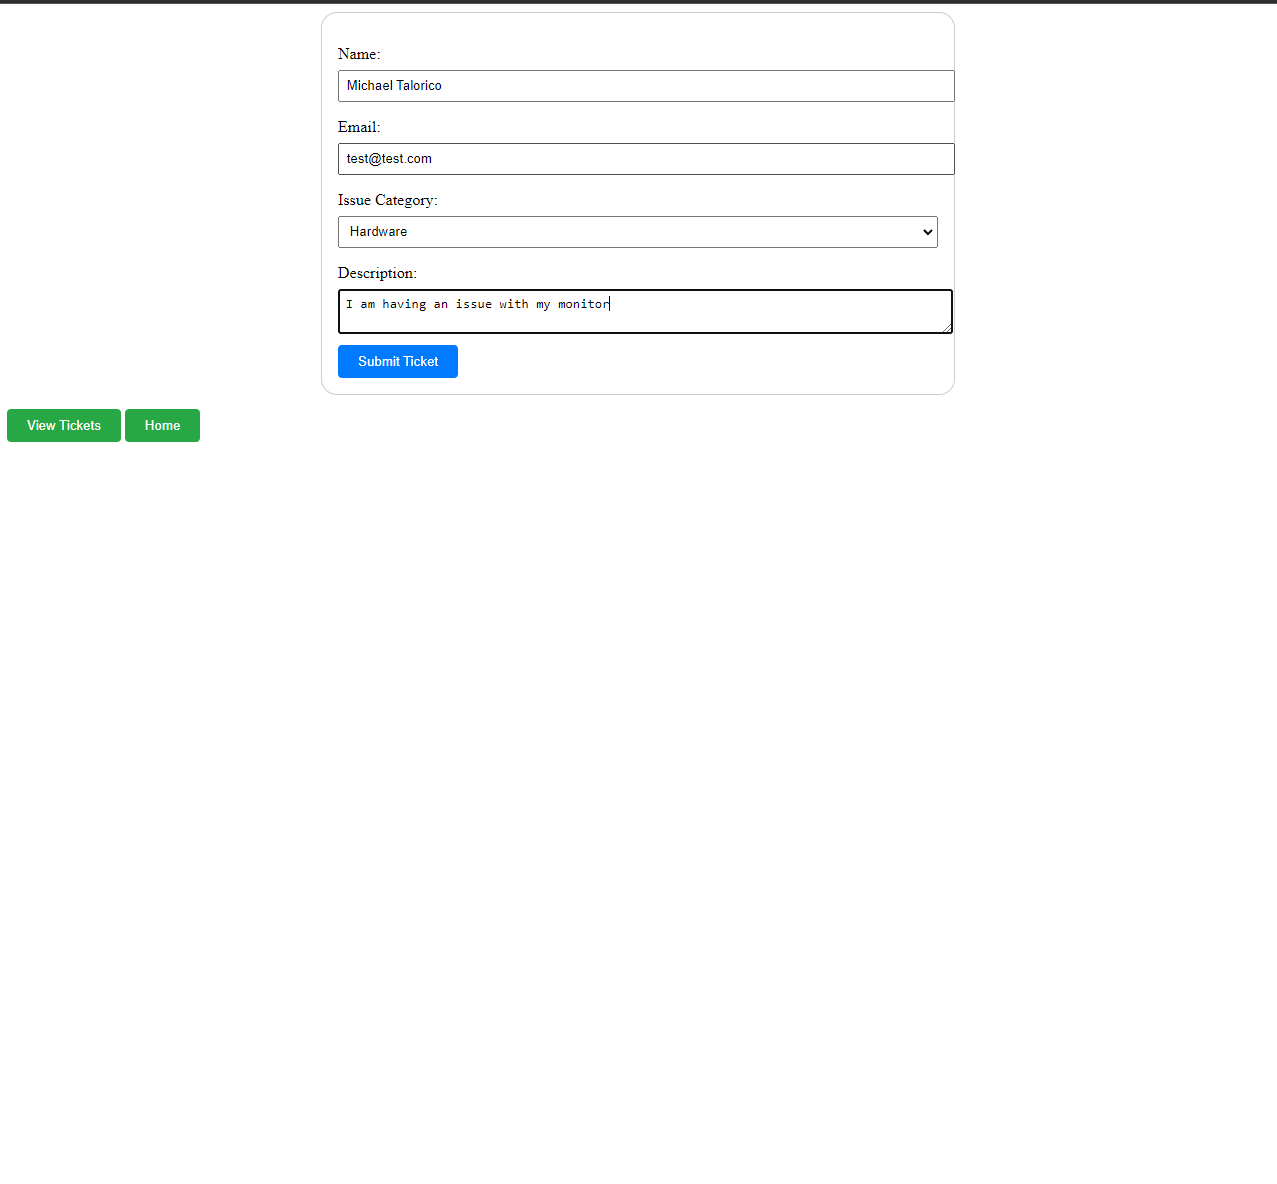 Name:
Michael Talorico
Email:
test@test.com
Issue Category:
Hardware
Description:
I am having an issue with my monitor
Submit Ticket
View Tickets Home